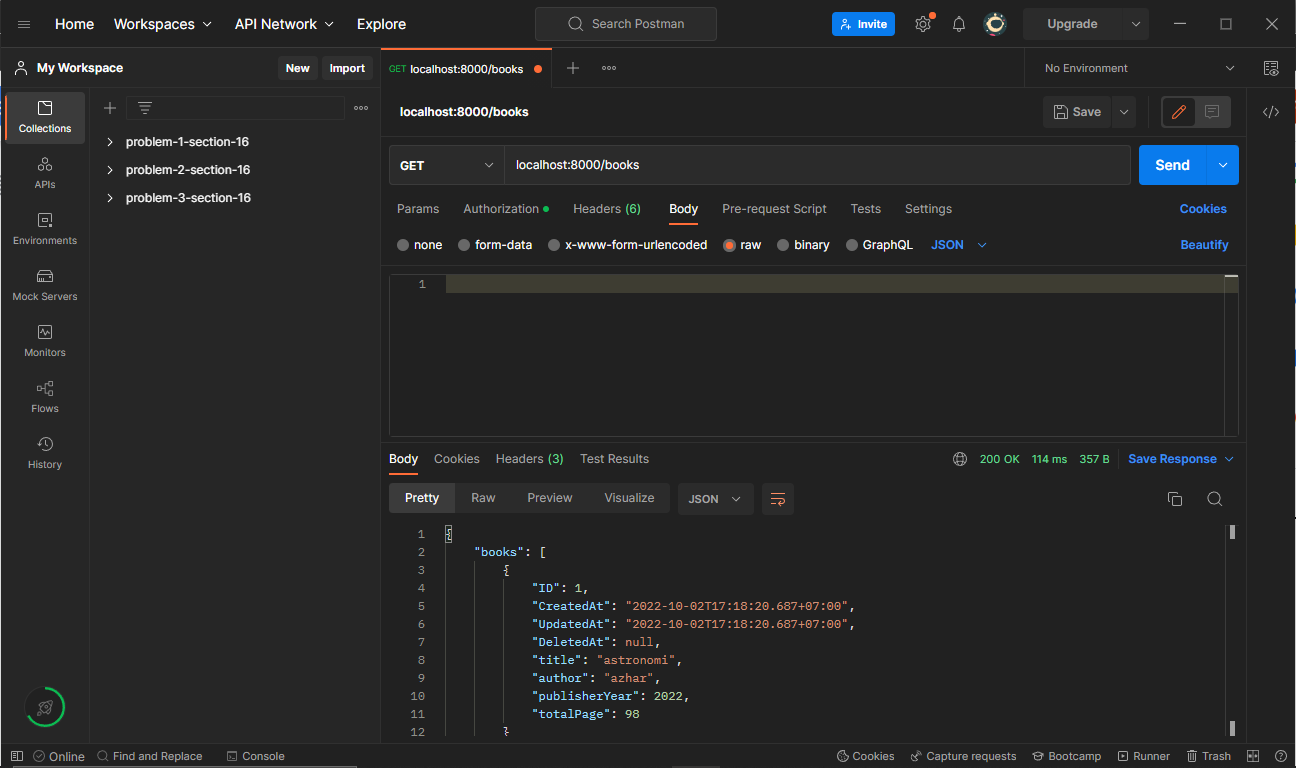 Home Workspaces API Network Explore Search Postman Invite Upgrade
My Workspace New Import GET localhost:8000/books No Environment
localhost:8000/books Save
Collections
problem-1-section-16
problem-2-section-16
problem-3-section-16
APIs
Environments
Mock Servers
Monitors
Flows
History
GET localhost:8000/books Send
Params Authorization Headers (6) Body Pre-request Script Tests Settings Cookies
none form-data x-www-form-urlencoded raw binary GraphQL JSON Beautify
1
Body Cookies Headers (3) Test Results 200 OK 114 ms 357 B Save Response
Pretty Raw Preview Visualize JSON
1 {
2 "books": [
3 {
4 "ID": 1,
5 "CreatedAt": "2022-10-02T17:18:20.687+07:00",
6 "UpdatedAt": "2022-10-02T17:18:20.687+07:00",
7 "DeletedAt": null,
8 "title": "astronomi",
9 "author": "azhar",
10 "publisherYear": 2022,
11 "totalPage": 98
12 }
Online Find and Replace Console Cookies Capture requests Bootcamp Runner Trash